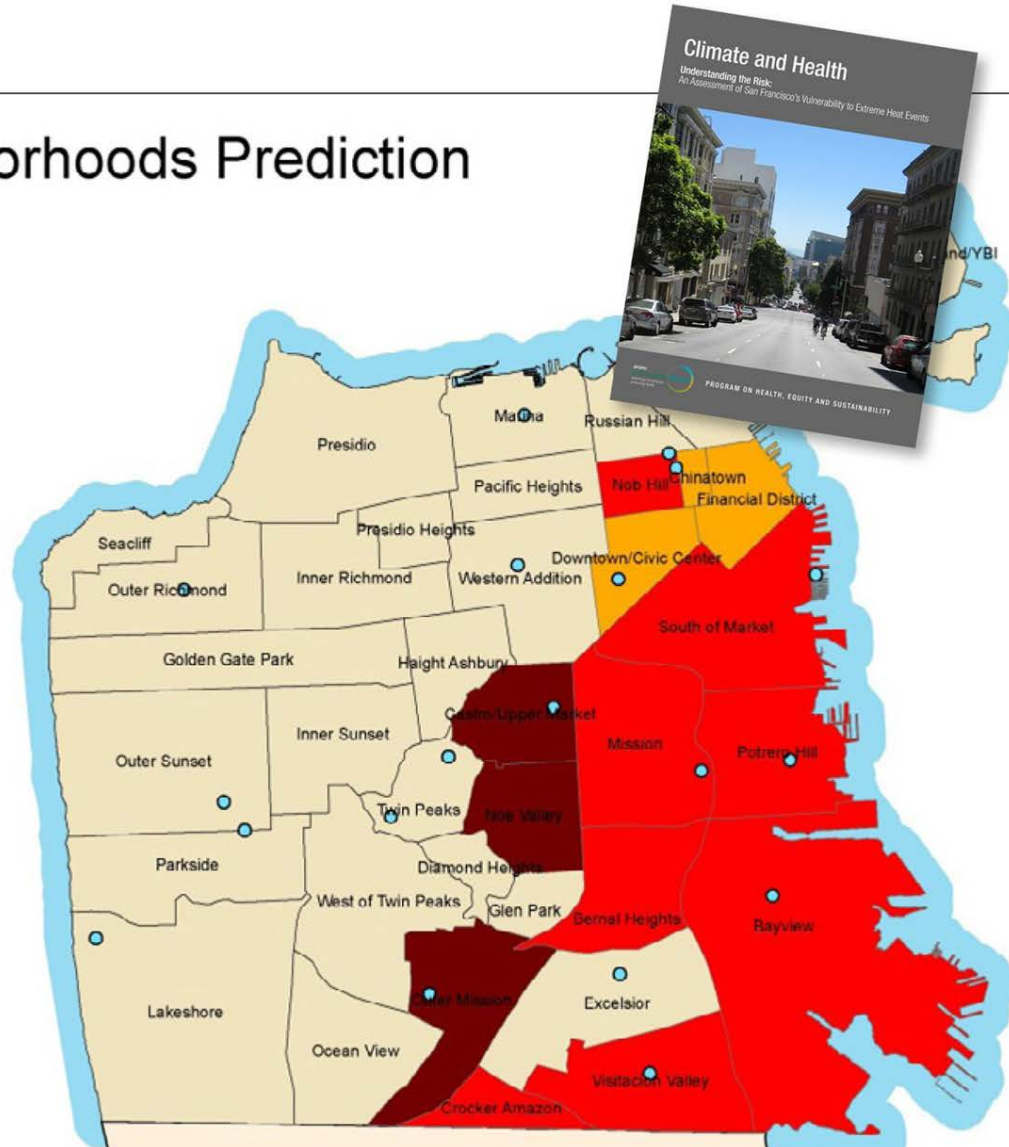 Climate and Health
Understanding the Risk:
An Assessment of San Francisco's Vulnerability to Extreme Heat Events
orhoods Prediction
nd/YBI
PROGRAM ON HEALTH, EQUITY AND SUSTAINABILITY
Marina
Russian Hill
Presidio
Pacific Heights
Nob Hill
Chinatown
Financial District
Presidio Heights
Seacliff
Downtown/Civic Center
Inner Richmond
Western Addition
Outer Richmond
South of Market
Golden Gate Park
Haight Ashbury
Castro/Upper Market
Inner Sunset
Mission
Potrero Hill
Outer Sunset
Twin Peaks
Noe Valley
Parkside
Diamond Heights
West of Twin Peaks
Glen Park
Bernal Heights
Bayview
Outer Mission
Excelsior
Lakeshore
Ocean View
Visitacion Valley
Crocker Amazon